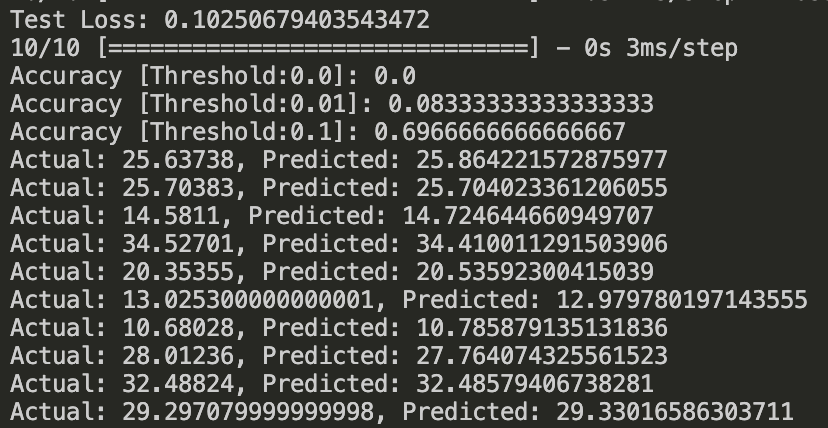 Test Loss: 0.10250679403543472
10/10 [==============================] - 0s 3ms/step
Accuracy [Threshold:0.0]: 0.0
Accuracy [Threshold:0.01]: 0.08333333333333333
Accuracy [Threshold:0.1]: 0.6966666666666667
Actual: 25.63738, Predicted: 25.864221572875977
Actual: 25.70383, Predicted: 25.704023361206055
Actual: 14.5811, Predicted: 14.724644660949707
Actual: 34.52701, Predicted: 34.410011291503906
Actual: 20.35355, Predicted: 20.53592300415039
Actual: 13.025300000000001, Predicted: 12.979780197143555
Actual: 10.68028, Predicted: 10.785879135131836
Actual: 28.01236, Predicted: 27.764074325561523
Actual: 32.48824, Predicted: 32.48579406738281
Actual: 29.297079999999998, Predicted: 29.33016586303711